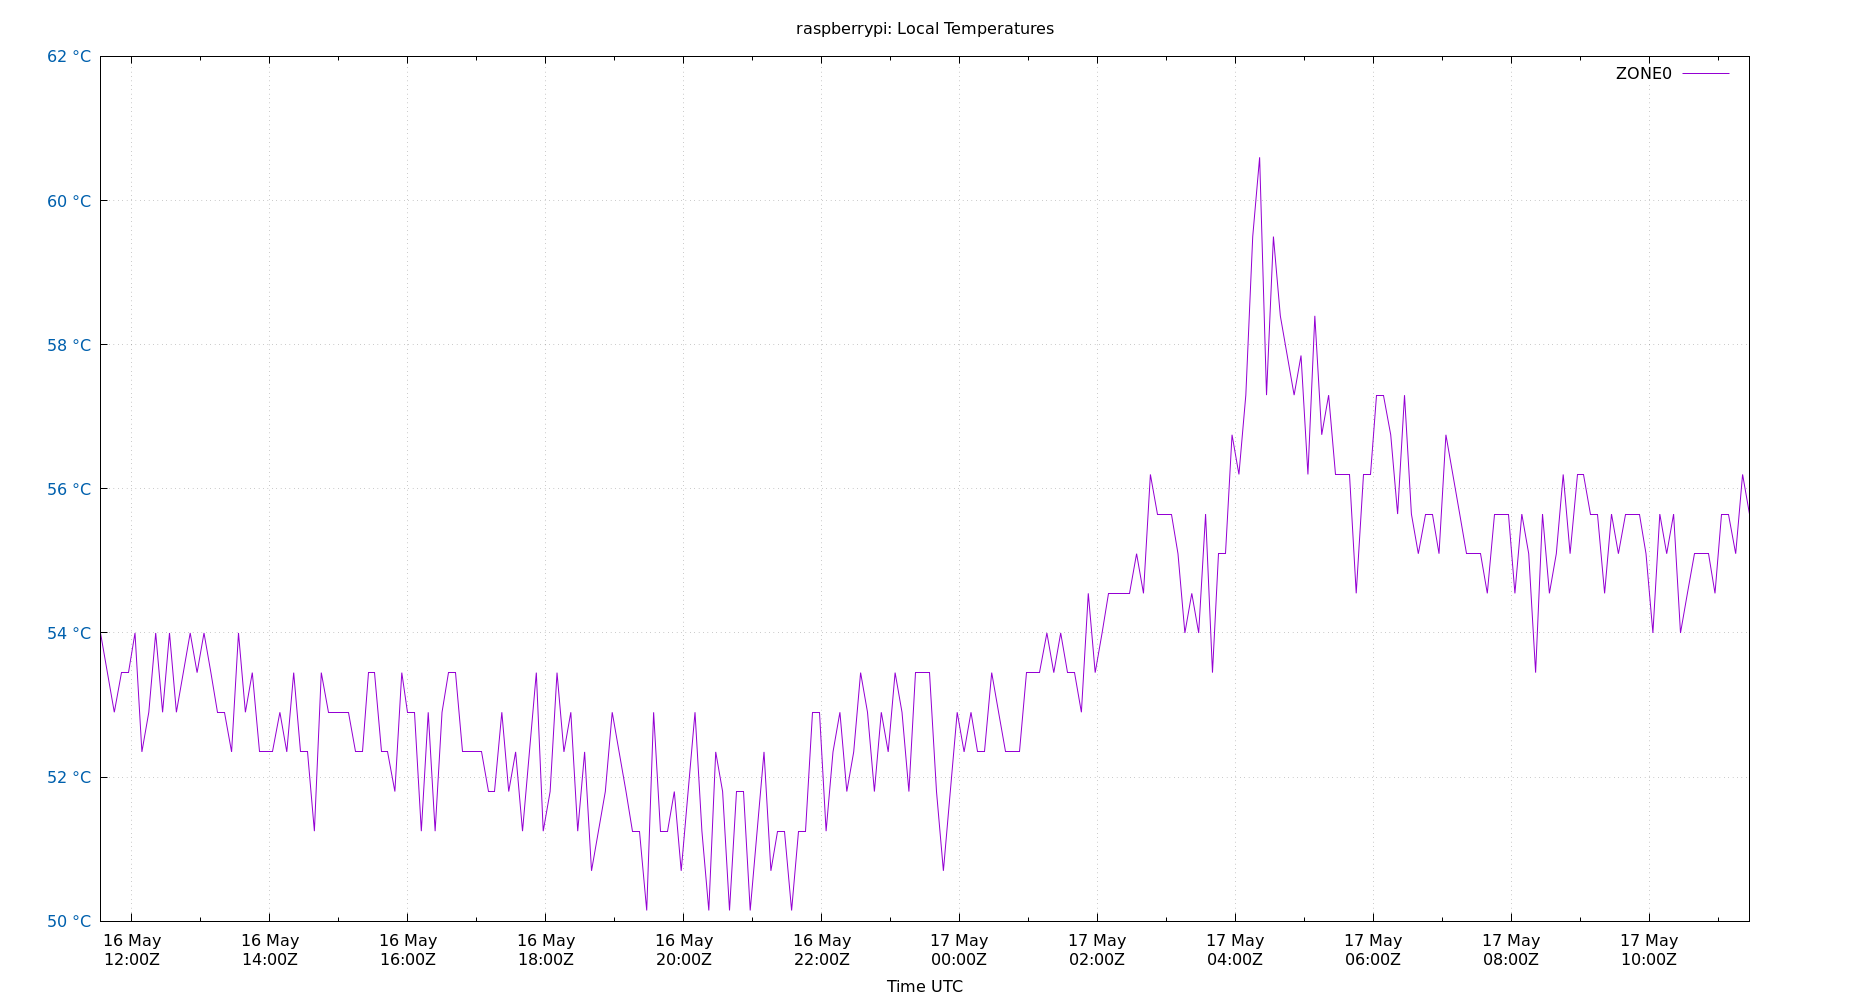 raspberrypi: Local Temperatures
62 °C
ZONE0
60 °C
58 °C
56 °C
54 °C
52 °C
50 °C
16 May 16 May 16 May 16 May 16 May 16 May 17 May 17 May 17 May 17 May 17 May 17 May
12:00Z 14:00Z 16:00Z 18:00Z 20:00Z 22:00Z 00:00Z 02:00Z 04:00Z 06:00Z 08:00Z 10:00Z
Time UTC